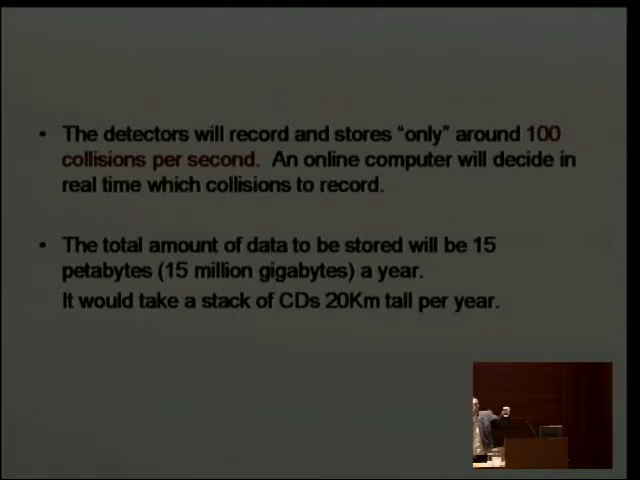 • The detectors will record and stores “only” around 100
collisions per second. An online computer will decide in
real time which collisions to record.
• The total amount of data to be stored will be 15
petabytes (15 million gigabytes) a year.
It would take a stack of CDs 20Km tall per year.